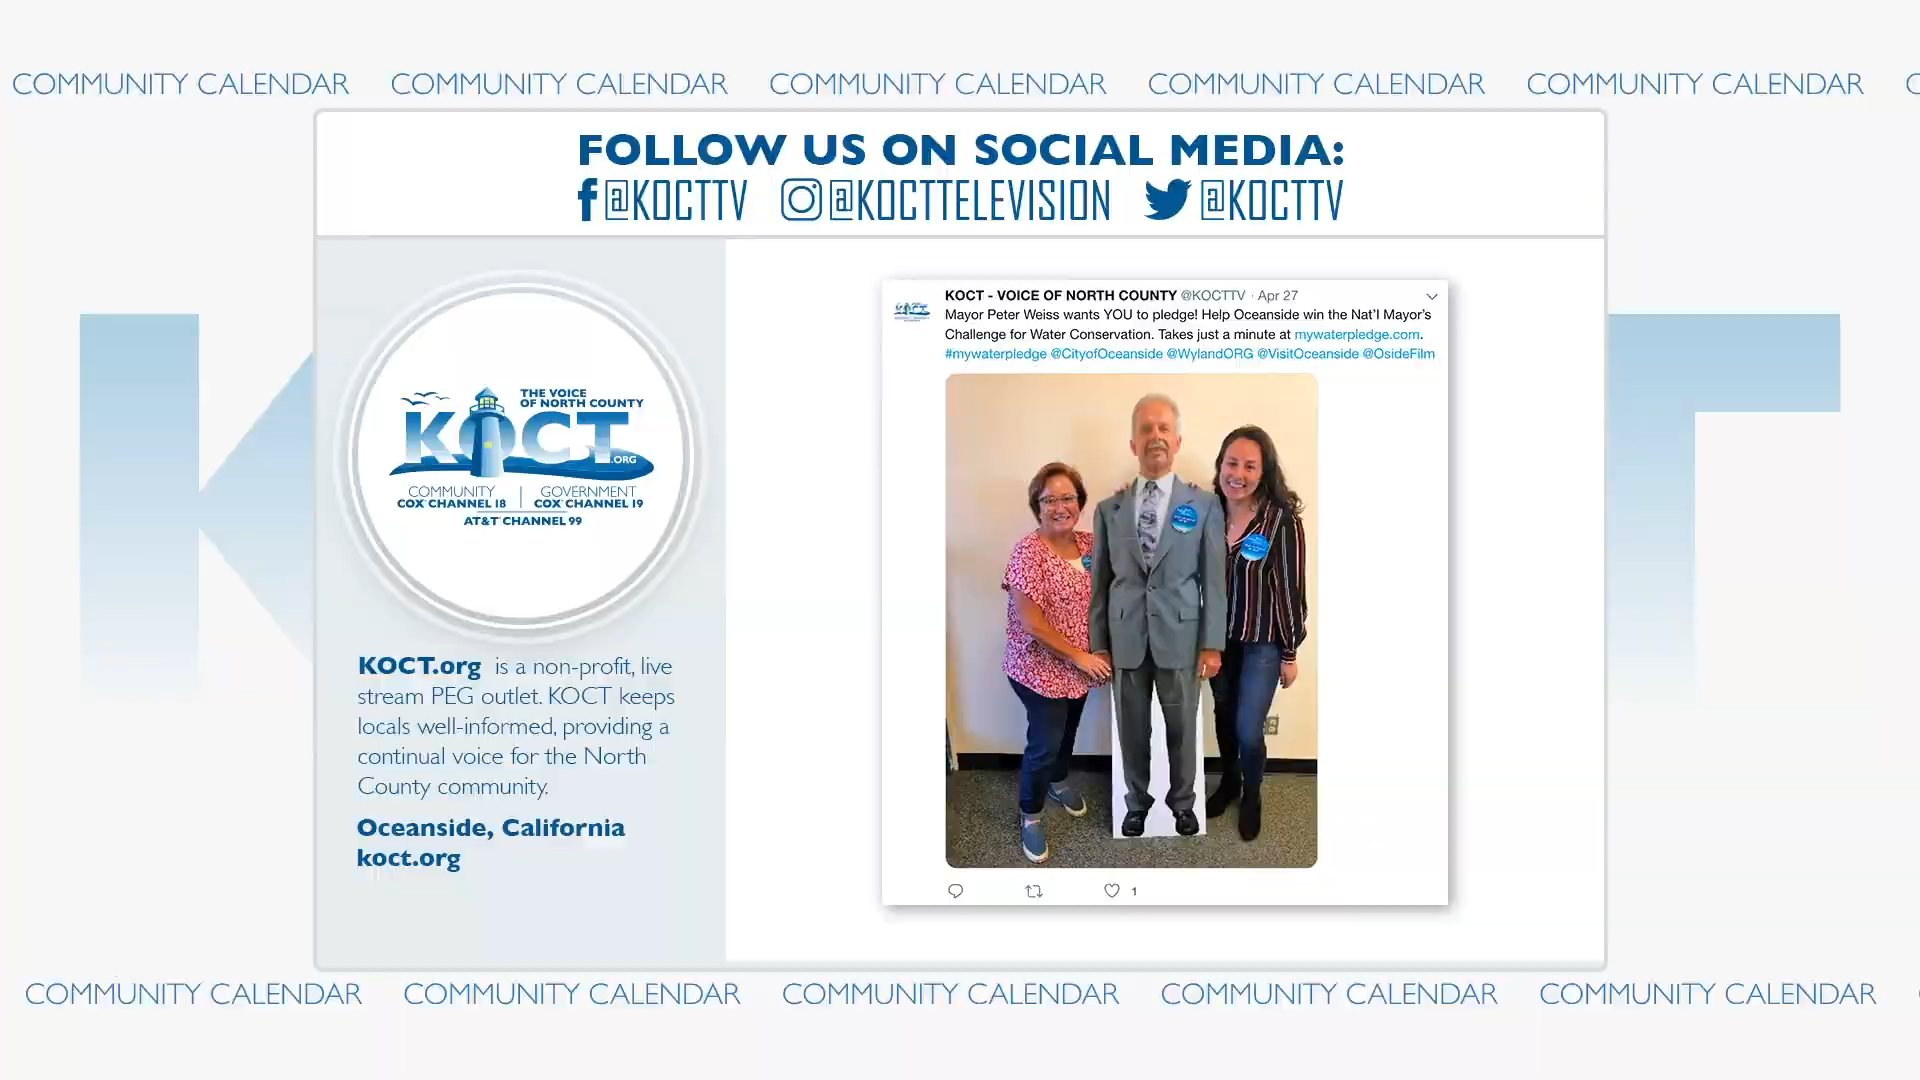 COMMUNITY CALENDAR COMMUNITY CALENDAR COMMUNITY CALENDAR COMMUNITY CALENDAR COMMUNITY CALENDAR C
FOLLOW US ON SOCIAL MEDIA:
@KOCTTV @KOCTTELEVISION @KOCTTV
THE VOICE
OF NORTH COUNTY
KOCT
.ORG
COMMUNITY
COX CHANNEL 18
GOVERNMENT
COX CHANNEL 19
AT&T CHANNEL 99
KOCT.org is a non-profit, live
stream PEG outlet. KOCT keeps
locals well-informed, providing a
continual voice for the North
County community.
Oceanside, California
koct.org
KOCT - VOICE OF NORTH COUNTY @KOCTTV · Apr 27
Mayor Peter Weiss wants YOU to pledge! Help Oceanside win the Nat'l Mayor's
Challenge for Water Conservation. Takes just a minute at mywaterpledge.com.
#mywaterpledge @CityofOceanside @WylandORG @VisitOceanside @OsideFilm
1
K T
COMMUNITY CALENDAR COMMUNITY CALENDAR COMMUNITY CALENDAR COMMUNITY CALENDAR COMMUNITY CALENDAR